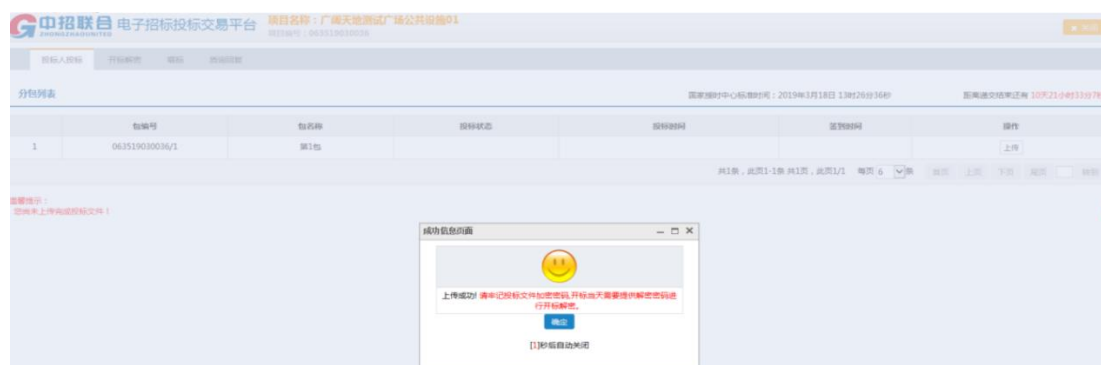 中招联合 电子招标投标交易平台
ZHONGZHAOUNITED
项目名称：广阔天地测试广场公共设施01
项目编号：063519030036
关闭
投标人投标 开标解密 唱标
分包列表
国家授时中心标准时间：2019年3月18日 13时26分36秒
距离递交结束还有 10天21小时33分7秒
包编号 包名称 投标状态 投标时间 签到时间 操作
1 063519030036/1 第1包 上传
共1条，此页1-1条 共1页，此页1/1 每页 6 条 首页 上页 下页 尾页 转到
温馨提示：
您尚未上传完成投标文件！
成功信息页面
上传成功! 请牢记投标文件加密密码,开标当天需要提供解密密码进
行开标解密。
确定
[1]秒后自动关闭